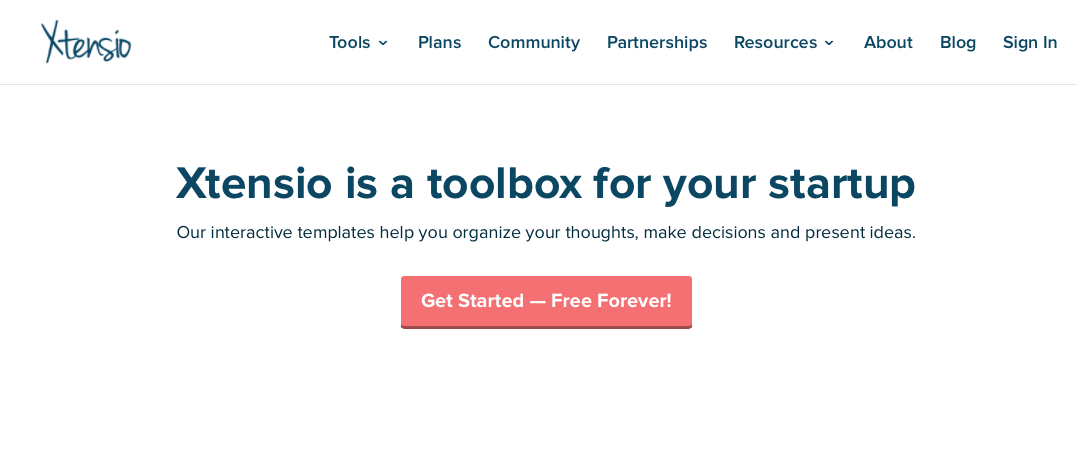 Xtensio
Tools Plans Community Partnerships Resources About Blog Sign In
Xtensio is a toolbox for your startup
Our interactive templates help you organize your thoughts, make decisions and present ideas.
Get Started — Free Forever!